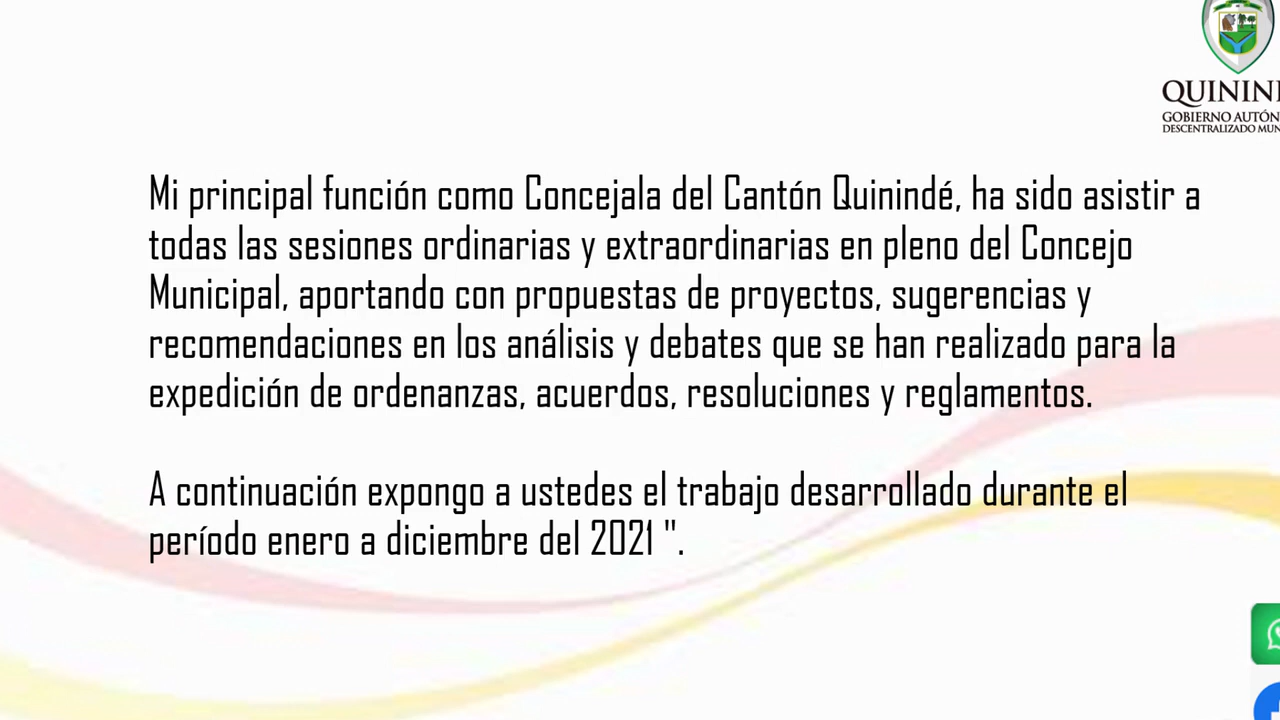 QUININ
GOBIERNO AUTÓN
DESCENTRALIZADO MUN
Mi principal función como Concejala del Cantón Quinindé, ha sido asistir a
todas las sesiones ordinarias y extraordinarias en pleno del Concejo
Municipal, aportando con propuestas de proyectos, sugerencias y
recomendaciones en los análisis y debates que se han realizado para la
expedición de ordenanzas, acuerdos, resoluciones y reglamentos.
A continuación expongo a ustedes el trabajo desarrollado durante el
período enero a diciembre del 2021 ".